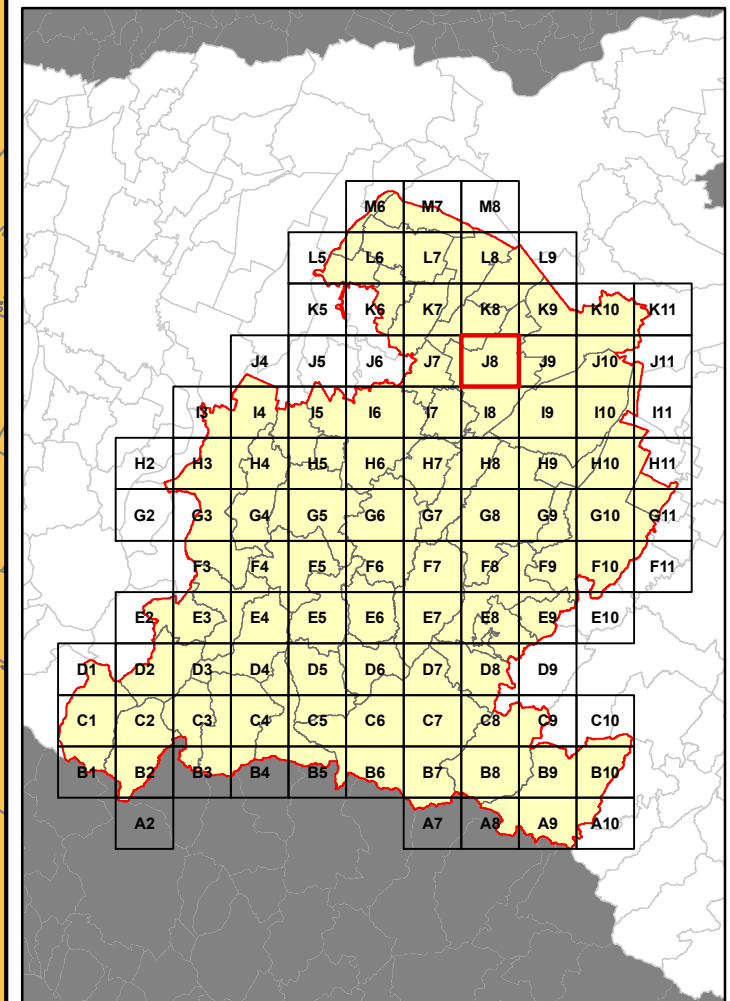 M6 M7 M8
L5 L6 L7 L8 L9
K5 K6 K7 K8 K9 K10 K11
J4 J5 J6 J7 J8 J9 J10 J11
I3 I4 I5 I6 I7 I8 I9 I10 I11
H2 H3 H4 H5 H6 H7 H8 H9 H10 H11
G2 G3 G4 G5 G6 G7 G8 G9 G10 G11
F3 F4 F5 F6 F7 F8 F9 F10 F11
E2 E3 E4 E5 E6 E7 E8 E9 E10
D1 D2 D3 D4 D5 D6 D7 D8 D9
C1 C2 C3 C4 C5 C6 C7 C8 C9 C10
B1 B2 B3 B4 B5 B6 B7 B8 B9 B10
A2 A7 A8 A9 A10